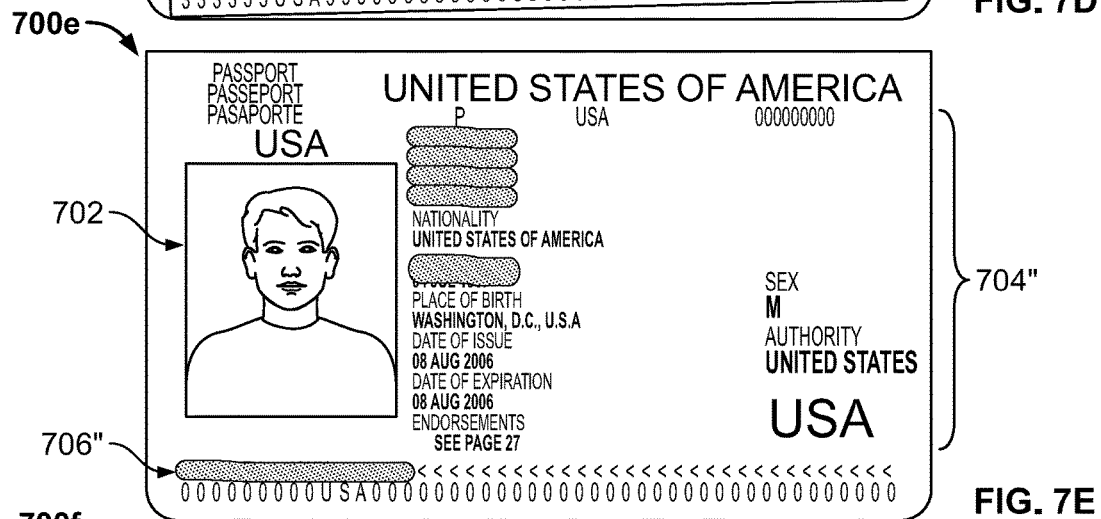 700e
FIG. 7D
PASSPORT
PASSEPORT
PASAPORTE
USA
UNITED STATES OF AMERICA
P USA 000000000
702
NATIONALITY
UNITED STATES OF AMERICA
PLACE OF BIRTH
WASHINGTON, D.C., U.S.A
DATE OF ISSUE
08 AUG 2006
DATE OF EXPIRATION
08 AUG 2006
ENDORSEMENTS
SEE PAGE 27
SEX
M
AUTHORITY
UNITED STATES
USA
704"
706"
<<<<<<<<<<<<<<<<<<<<<<<<<
000000000USA00000000000000000000000000000
FIG. 7E
700f